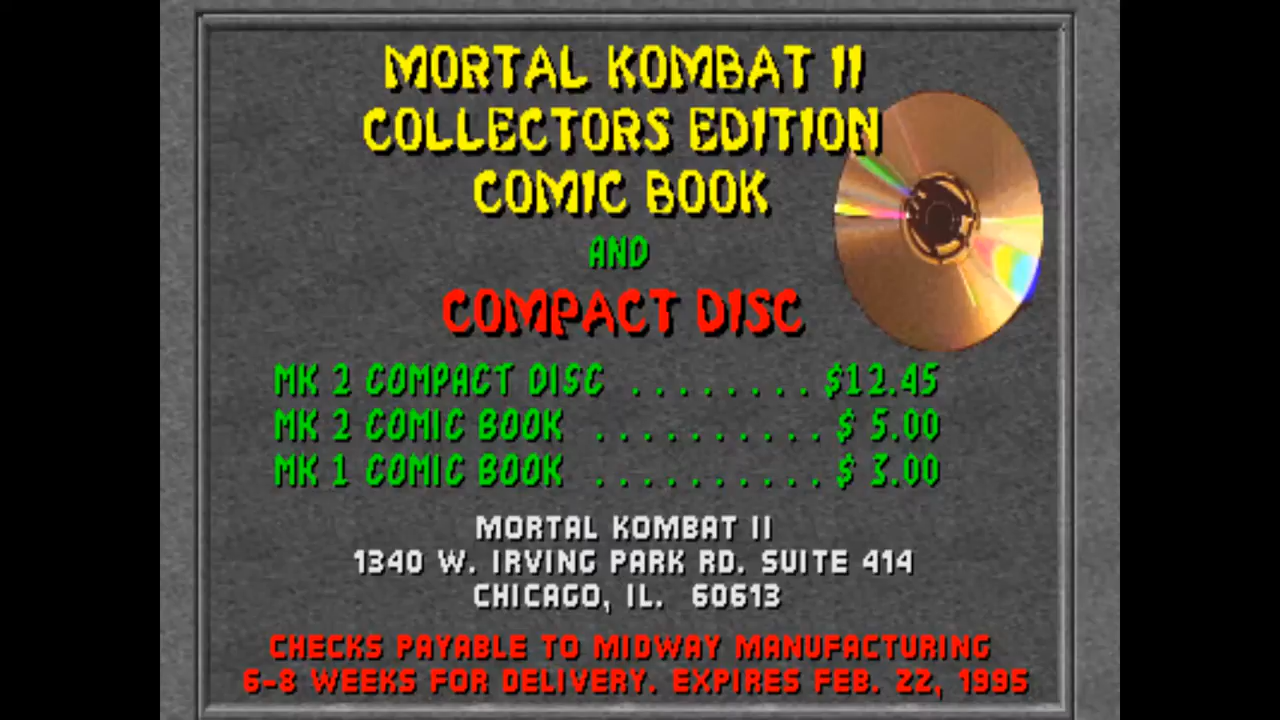 MORTAL KOMBAT II
COLLECTORS EDITION
COMIC BOOK
AND
COMPACT DISC
MK 2 COMPACT DISC ........$12.45
MK 2 COMIC BOOK ..........$ 5.00
MK 1 COMIC BOOK ..........$ 3.00
MORTAL KOMBAT II
1340 W. IRVING PARK RD. SUITE 414
CHICAGO, IL. 60613
CHECKS PAYABLE TO MIDWAY MANUFACTURING
6-8 WEEKS FOR DELIVERY. EXPIRES FEB. 22, 1995